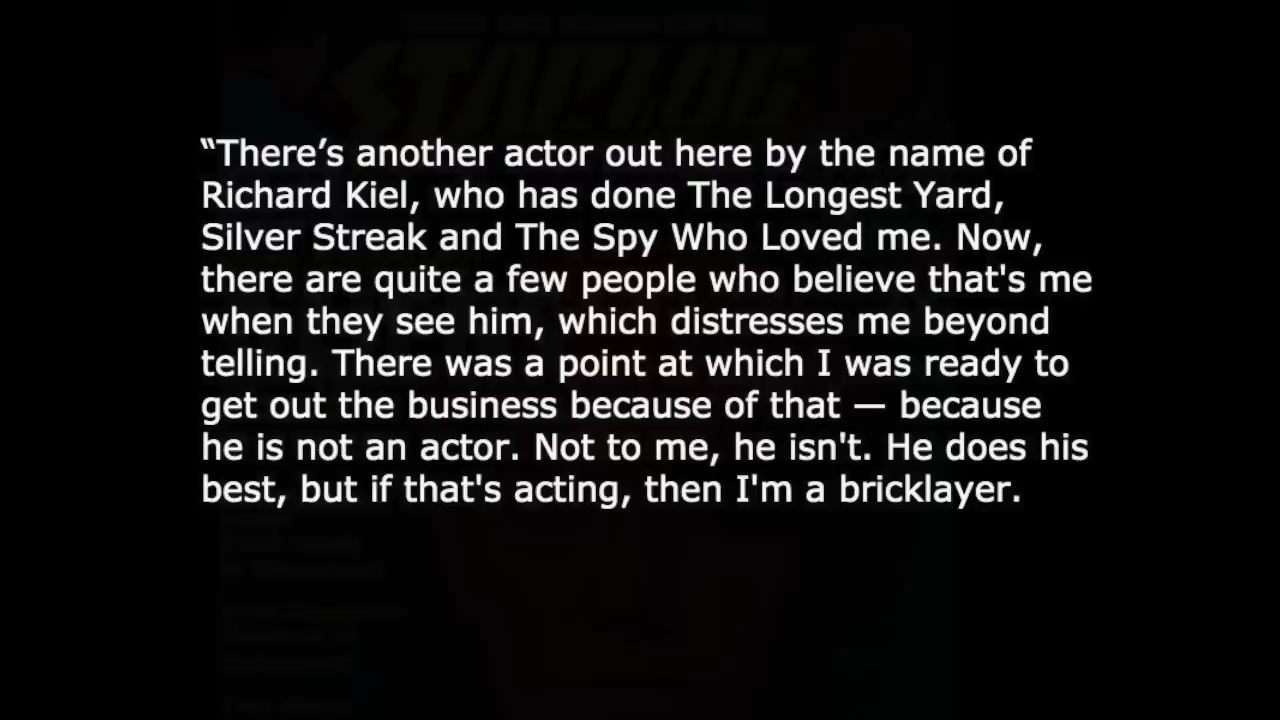 STARLOG
“There’s another actor out here by the name of
Richard Kiel, who has done The Longest Yard,
Silver Streak and The Spy Who Loved me. Now,
there are quite a few people who believe that's me
when they see him, which distresses me beyond
telling. There was a point at which I was ready to
get out the business because of that — because
he is not an actor. Not to me, he isn't. He does his
best, but if that's acting, then I'm a bricklayer.